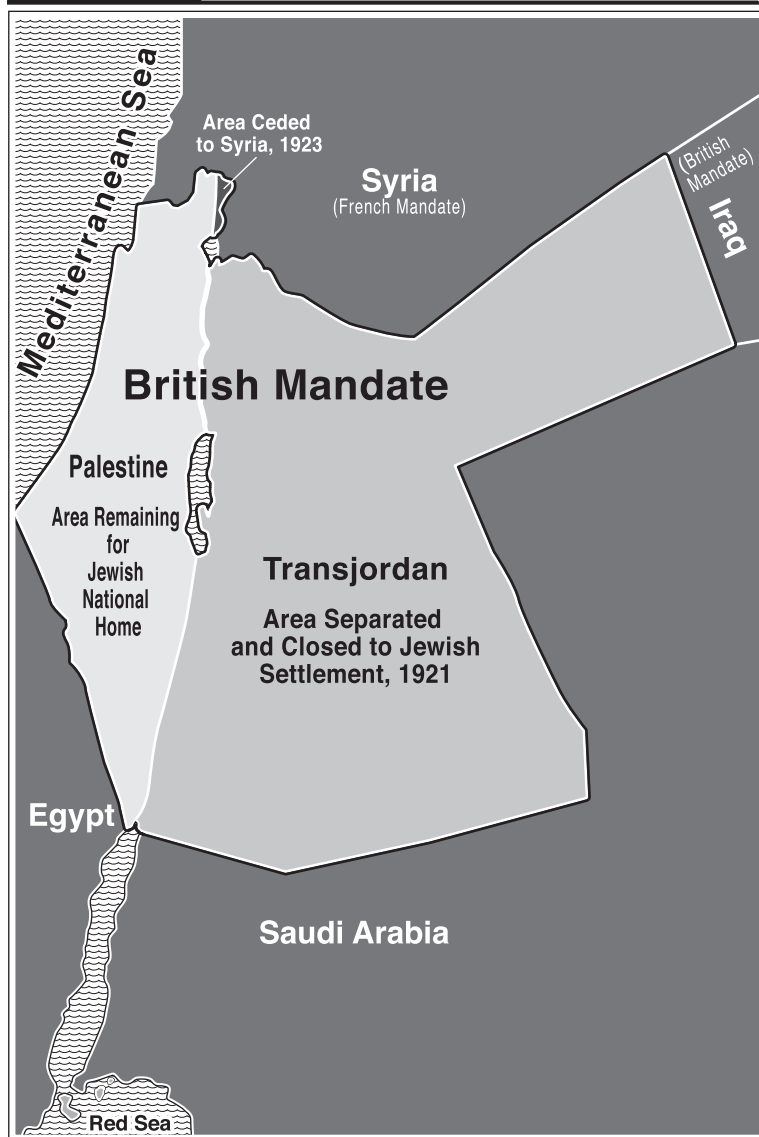 Mediterranean Sea
Area Ceded
to Syria, 1923
Syria
(French Mandate)
(British
Mandate)
Iraq
British Mandate
Palestine
Area Remaining
for
Jewish
National
Home
Transjordan
Area Separated
and Closed to Jewish
Settlement, 1921
Egypt
Saudi Arabia
Red Sea